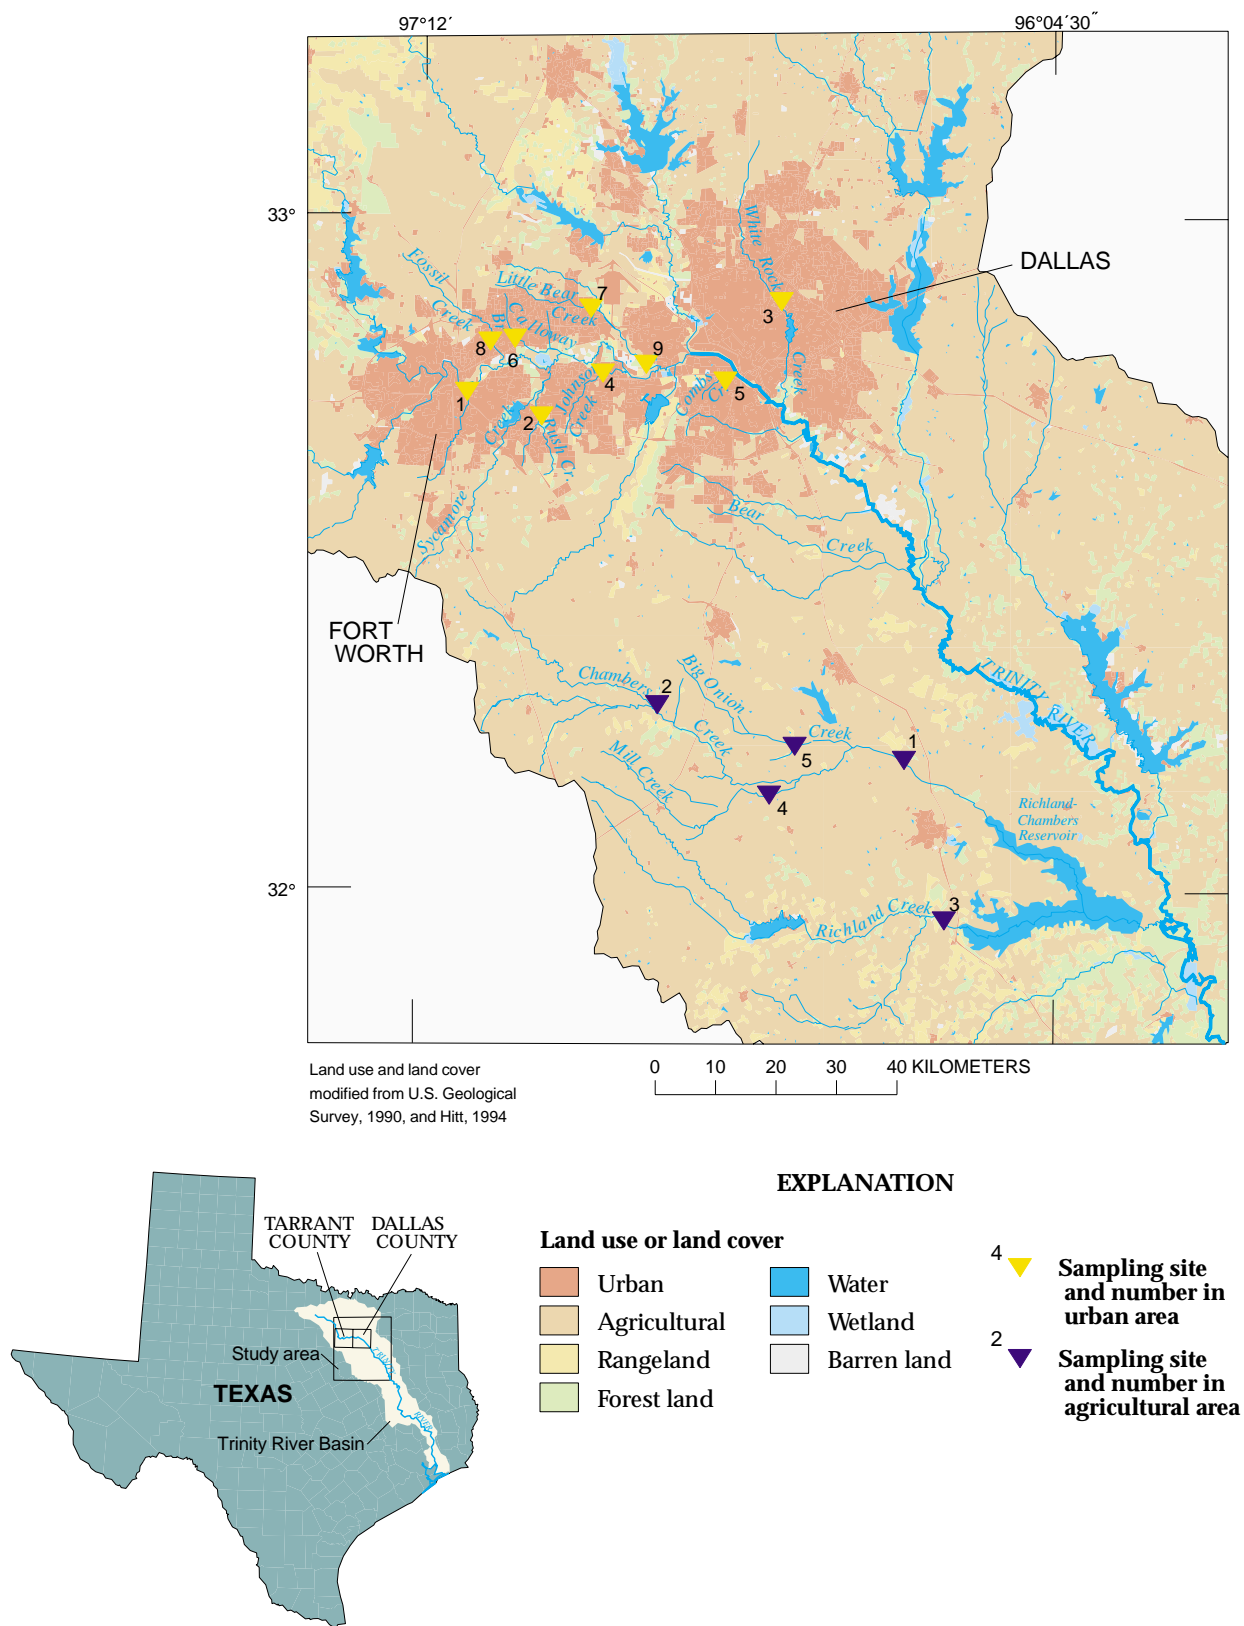 97°12´
96°04´30˝
33°
DALLAS
White Rock
Creek
3
Fossil
Creek
Little Bear
Creek
7
Br
Calloway
8
6
9
1
Johnson
Creek
4
Combs
Cr
5
2
Creek
Rush Cr.
Sycamore
Bear
Creek
FORT
WORTH
TRINITY
RIVER
Chambers
Creek
2
Big Onion
Creek
5
1
Mill Creek
4
Richland-
Chambers
Reservoir
32°
Richland Creek
3
Land use and land cover
modified from U.S. Geological
Survey, 1990, and Hitt, 1994
0 10 20 30 40 KILOMETERS
TARRANT
COUNTY
DALLAS
COUNTY
Study area
TRINITY
RIVER
TEXAS
Trinity River Basin
EXPLANATION
Land use or land cover
Urban
Agricultural
Rangeland
Forest land
Water
Wetland
Barren land
4
Sampling site
and number in
urban area
2
Sampling site
and number in
agricultural area